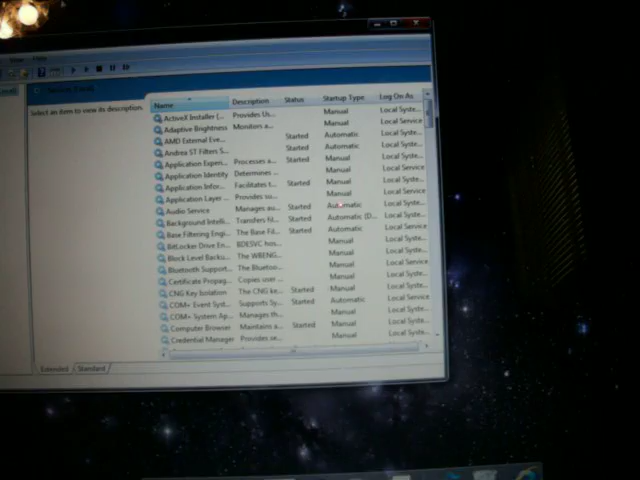 View Help
Select an item to view its description.
Name Description Status Startup Type Log On As
ActiveX Installer (... Provides Us... Manual Local Syste...
Adaptive Brightness Monitors a... Manual Local Service
AMD External Eve... Started Automatic Local Syste...
Andrea ST Filters S... Started Automatic Local Syste...
Application Experi... Processes a... Started Manual Local Syste...
Application Identity Determines ... Manual Local Service
Application Infor... Facilitates t... Started Manual Local Syste...
Application Layer ... Provides su... Manual Local Service
Audio Service Manages au... Started Automatic Local Syste...
Background Intelli... Transfers fil... Started Automatic (D... Local Syste...
Base Filtering Engi... The Base Fil... Started Automatic Local Service
BitLocker Drive En... BDESVC hos... Manual Local Syste...
Block Level Backu... The WBENG... Manual Local Syste...
Bluetooth Support... The Bluetoo... Manual Local Service
Certificate Propag... Copies user ... Manual Local Syste...
CNG Key Isolation The CNG ke... Started Manual Local Syste...
COM+ Event Syst... Supports Sy... Started Automatic Local Service
COM+ System Ap... Manages th... Manual Local Syste...
Computer Browser Maintains a... Started Manual Local Syste...
Credential Manager Provides se... Manual Local Syste...
Extended Standard